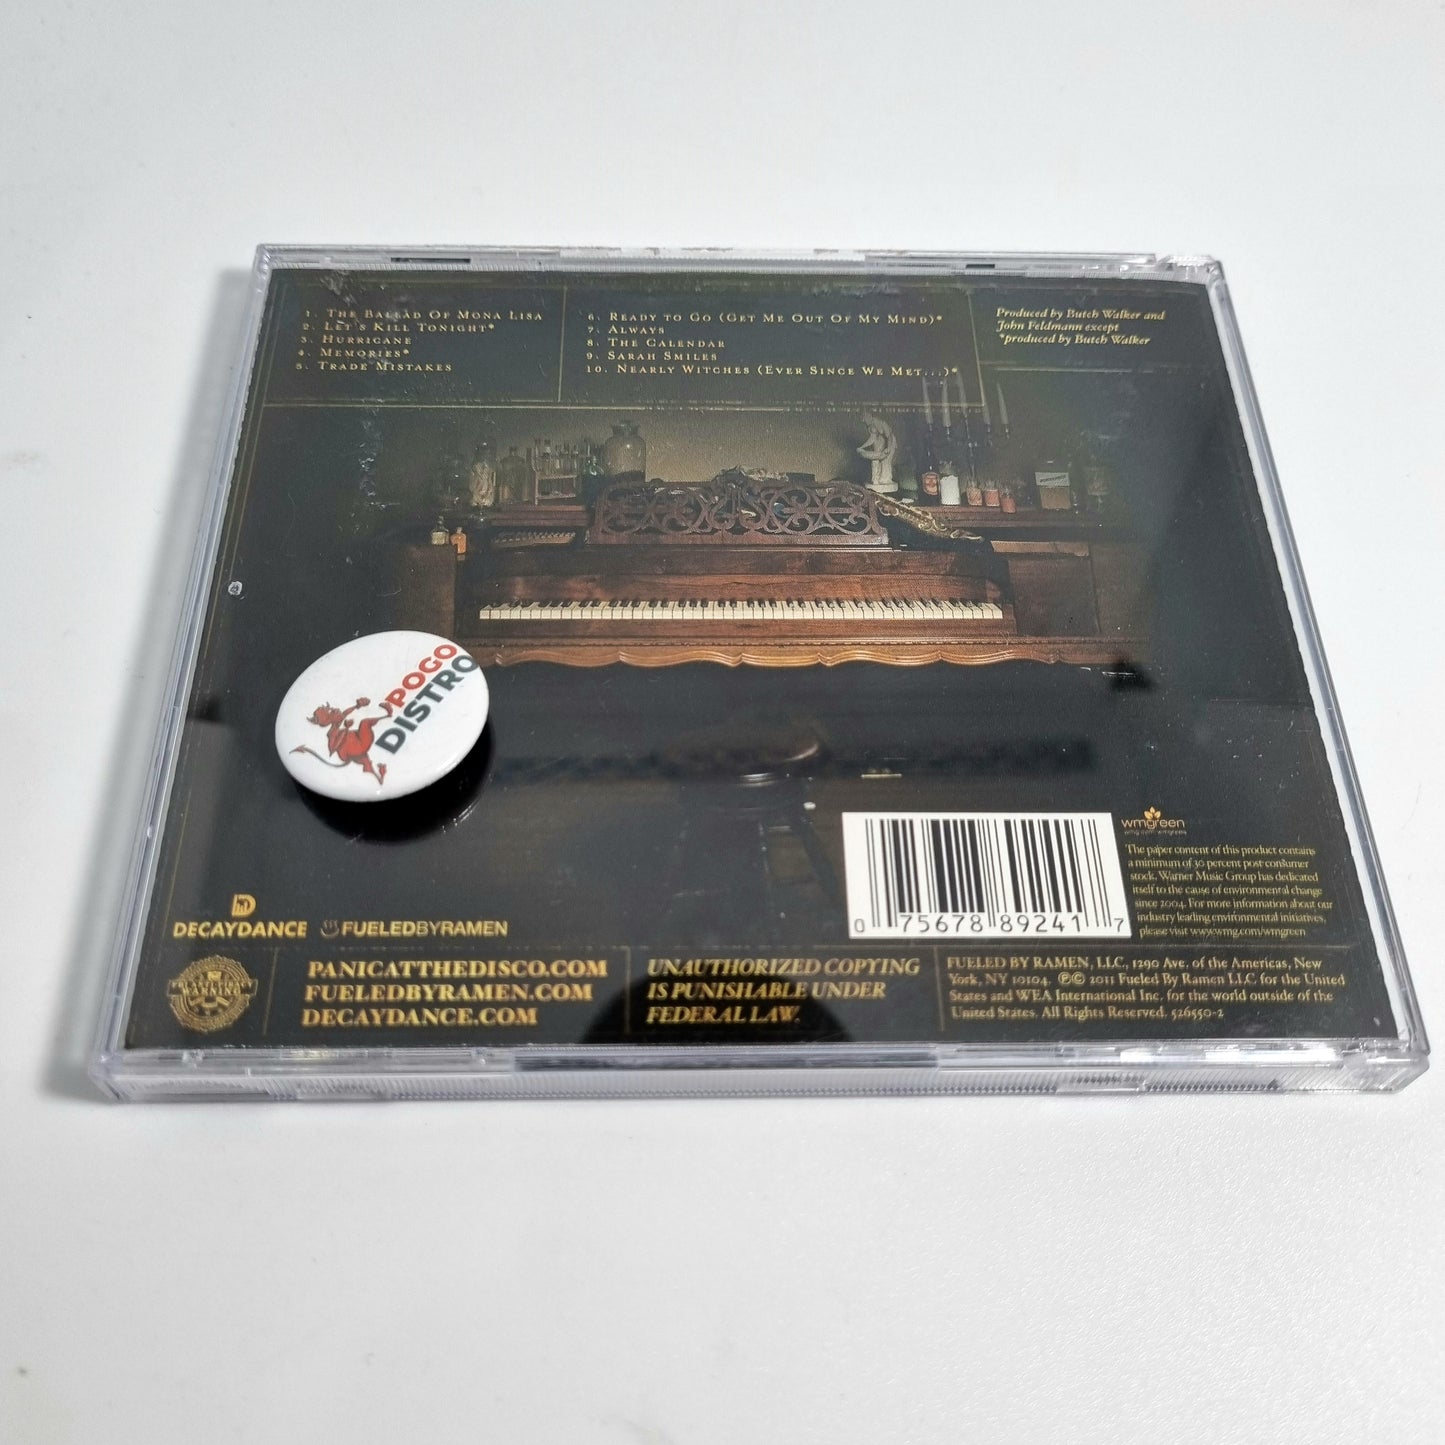 1. The Ballad Of Mona Lisa
2. Let's Kill Tonight*
3. Hurricane
4. Memories*
5. Trade Mistakes
6. Ready to Go (Get Me Out Of My Mind)*
7. Always
8. The Calendar
9. Sarah Smiles
10. Nearly Witches (Ever Since We Met...)*
Produced by Butch Walker and
John Feldmann except
*produced by Butch Walker
POGO
DISTRO
wmgreen
The paper content of this product contains
a minimum of 30 percent post-consumer
stock. Warner Music Group has dedicated
itself to the cause of environmental change
since 2004. For more information about our
industry leading environmental initiatives,
please visit www.wmg.com/wmgreen
0 75678 89241 7
DECAYDANCE
FUELEDBYRAMEN
PANICATTHEDISCO.COM
FUELEDBYRAMEN.COM
DECAYDANCE.COM
UNAUTHORIZED COPYING
IS PUNISHABLE UNDER
FEDERAL LAW.
FUELED BY RAMEN, LLC., 1290 Ave. of the Americas, New
York, NY 10104. ℗© 2011 Fueled By Ramen LLC for the United
States and WEA International Inc. for the world outside of the
United States. All Rights Reserved. 526550-2